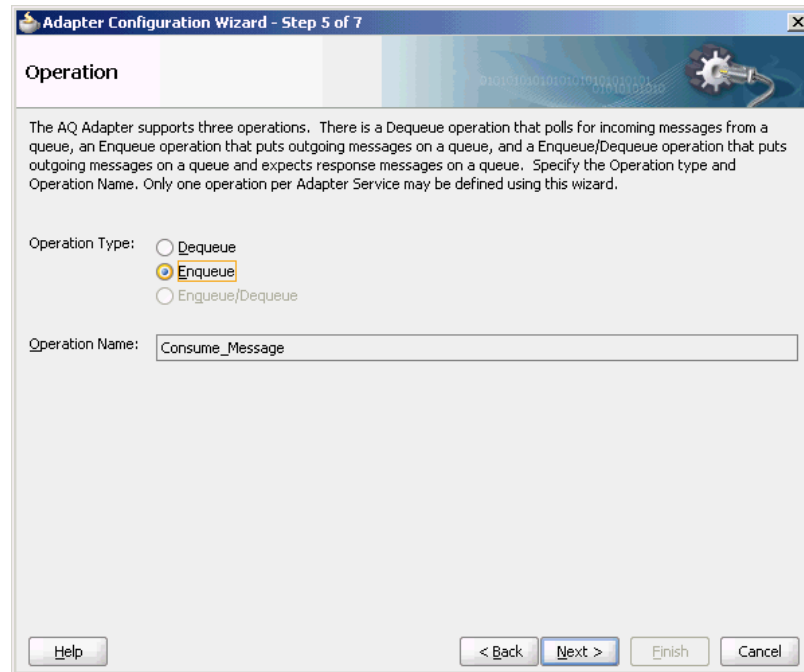 Adapter Configuration Wizard - Step 5 of 7
Operation
The AQ Adapter supports three operations. There is a Dequeue operation that polls for incoming messages from a
queue, an Enqueue operation that puts outgoing messages on a queue, and a Enqueue/Dequeue operation that puts
outgoing messages on a queue and expects response messages on a queue. Specify the Operation type and
Operation Name. Only one operation per Adapter Service may be defined using this wizard.
Operation Type:
Dequeue
Enqueue
Enqueue/Dequeue
Operation Name: Consume_Message
Help < Back Next > Finish Cancel